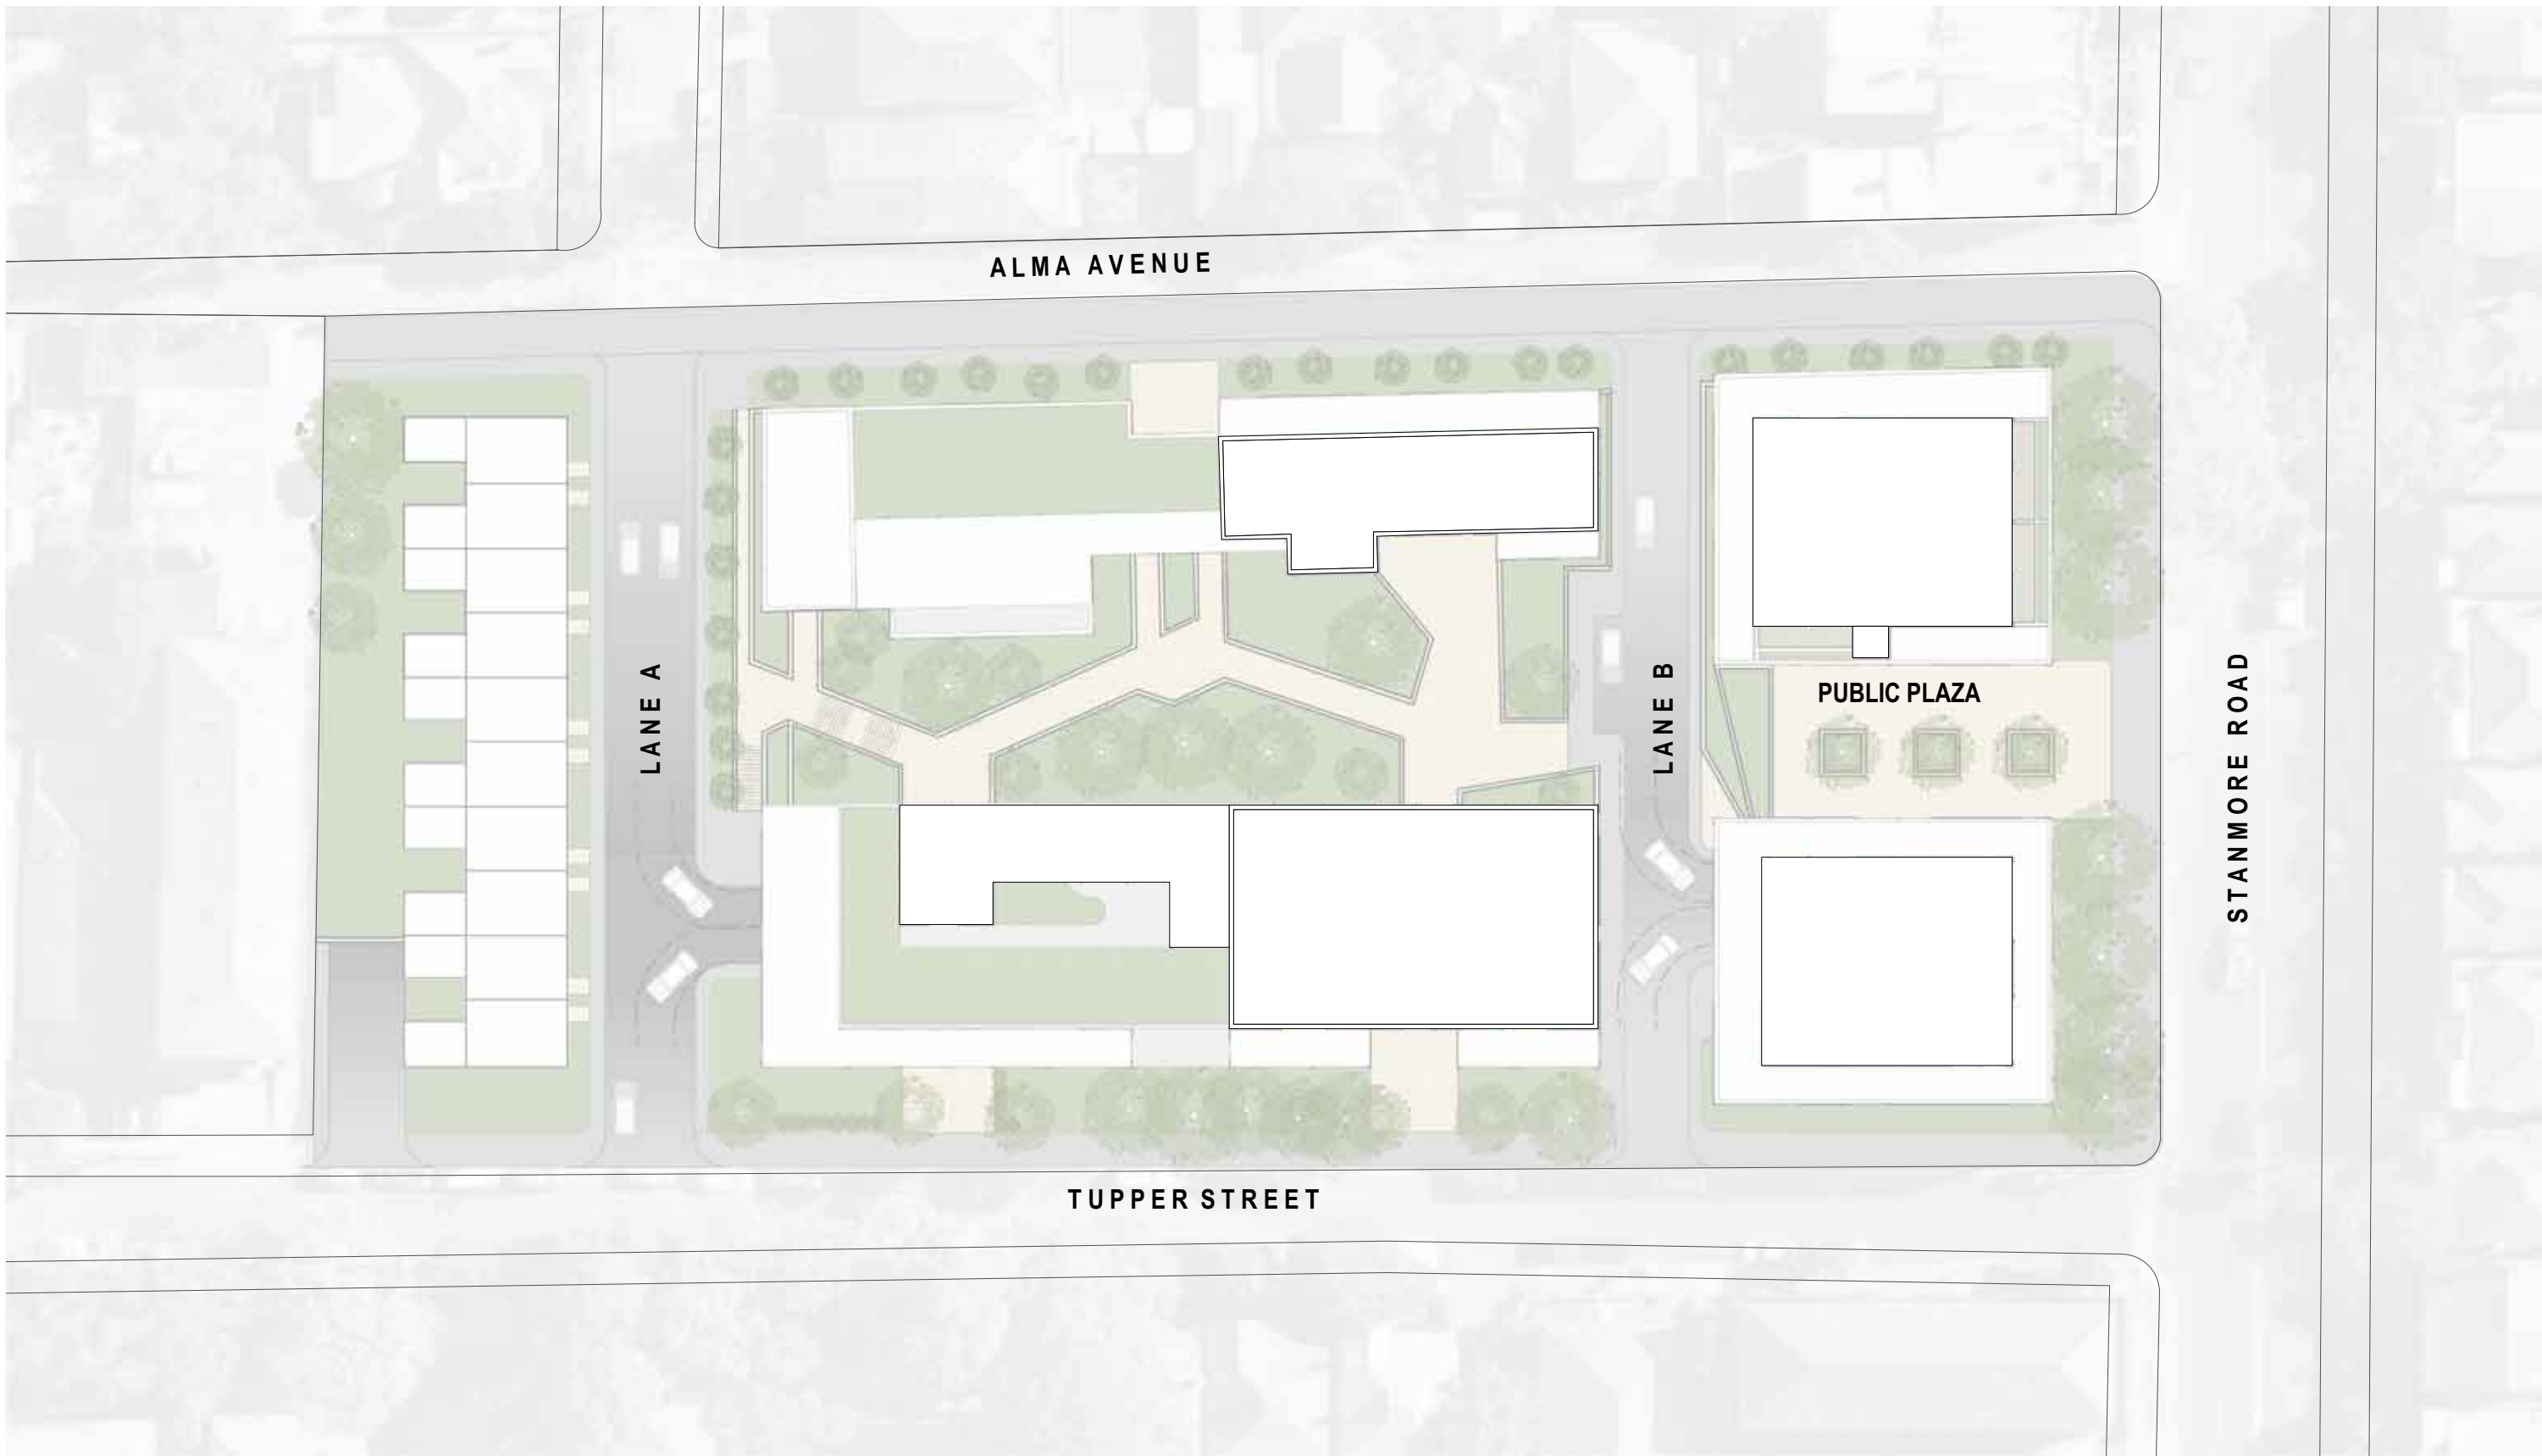 ALMA AVENUE
LANE A
LANE B
PUBLIC PLAZA
STANMORE ROAD
TUPPER STREET